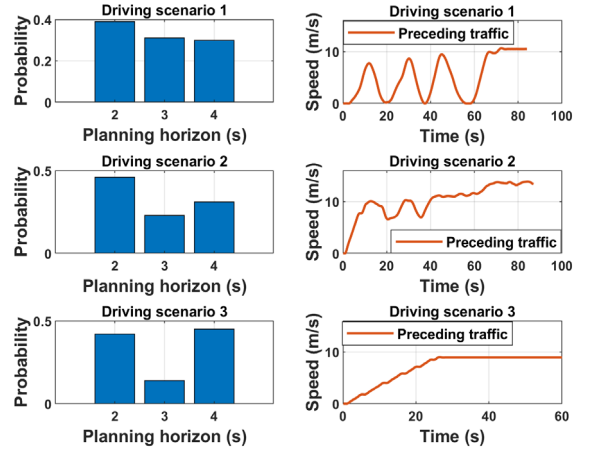 Driving scenario 1
Probability
0.4
0.2
0
2 3 4
Planning horizon (s)
Driving scenario 1
Speed (m/s)
Preceding traffic
10
0
0 20 40 60 80 100
Time (s)
Driving scenario 2
Probability
0.5
0
2 3 4
Planning horizon (s)
Driving scenario 2
Speed (m/s)
10
0
Preceding traffic
0 20 40 60 80 100
Time (s)
Driving scenario 3
Probability
0.5
0
2 3 4
Planning horizon (s)
Driving scenario 3
Speed (m/s)
Preceding traffic
10
0
0 20 40 60
Time (s)